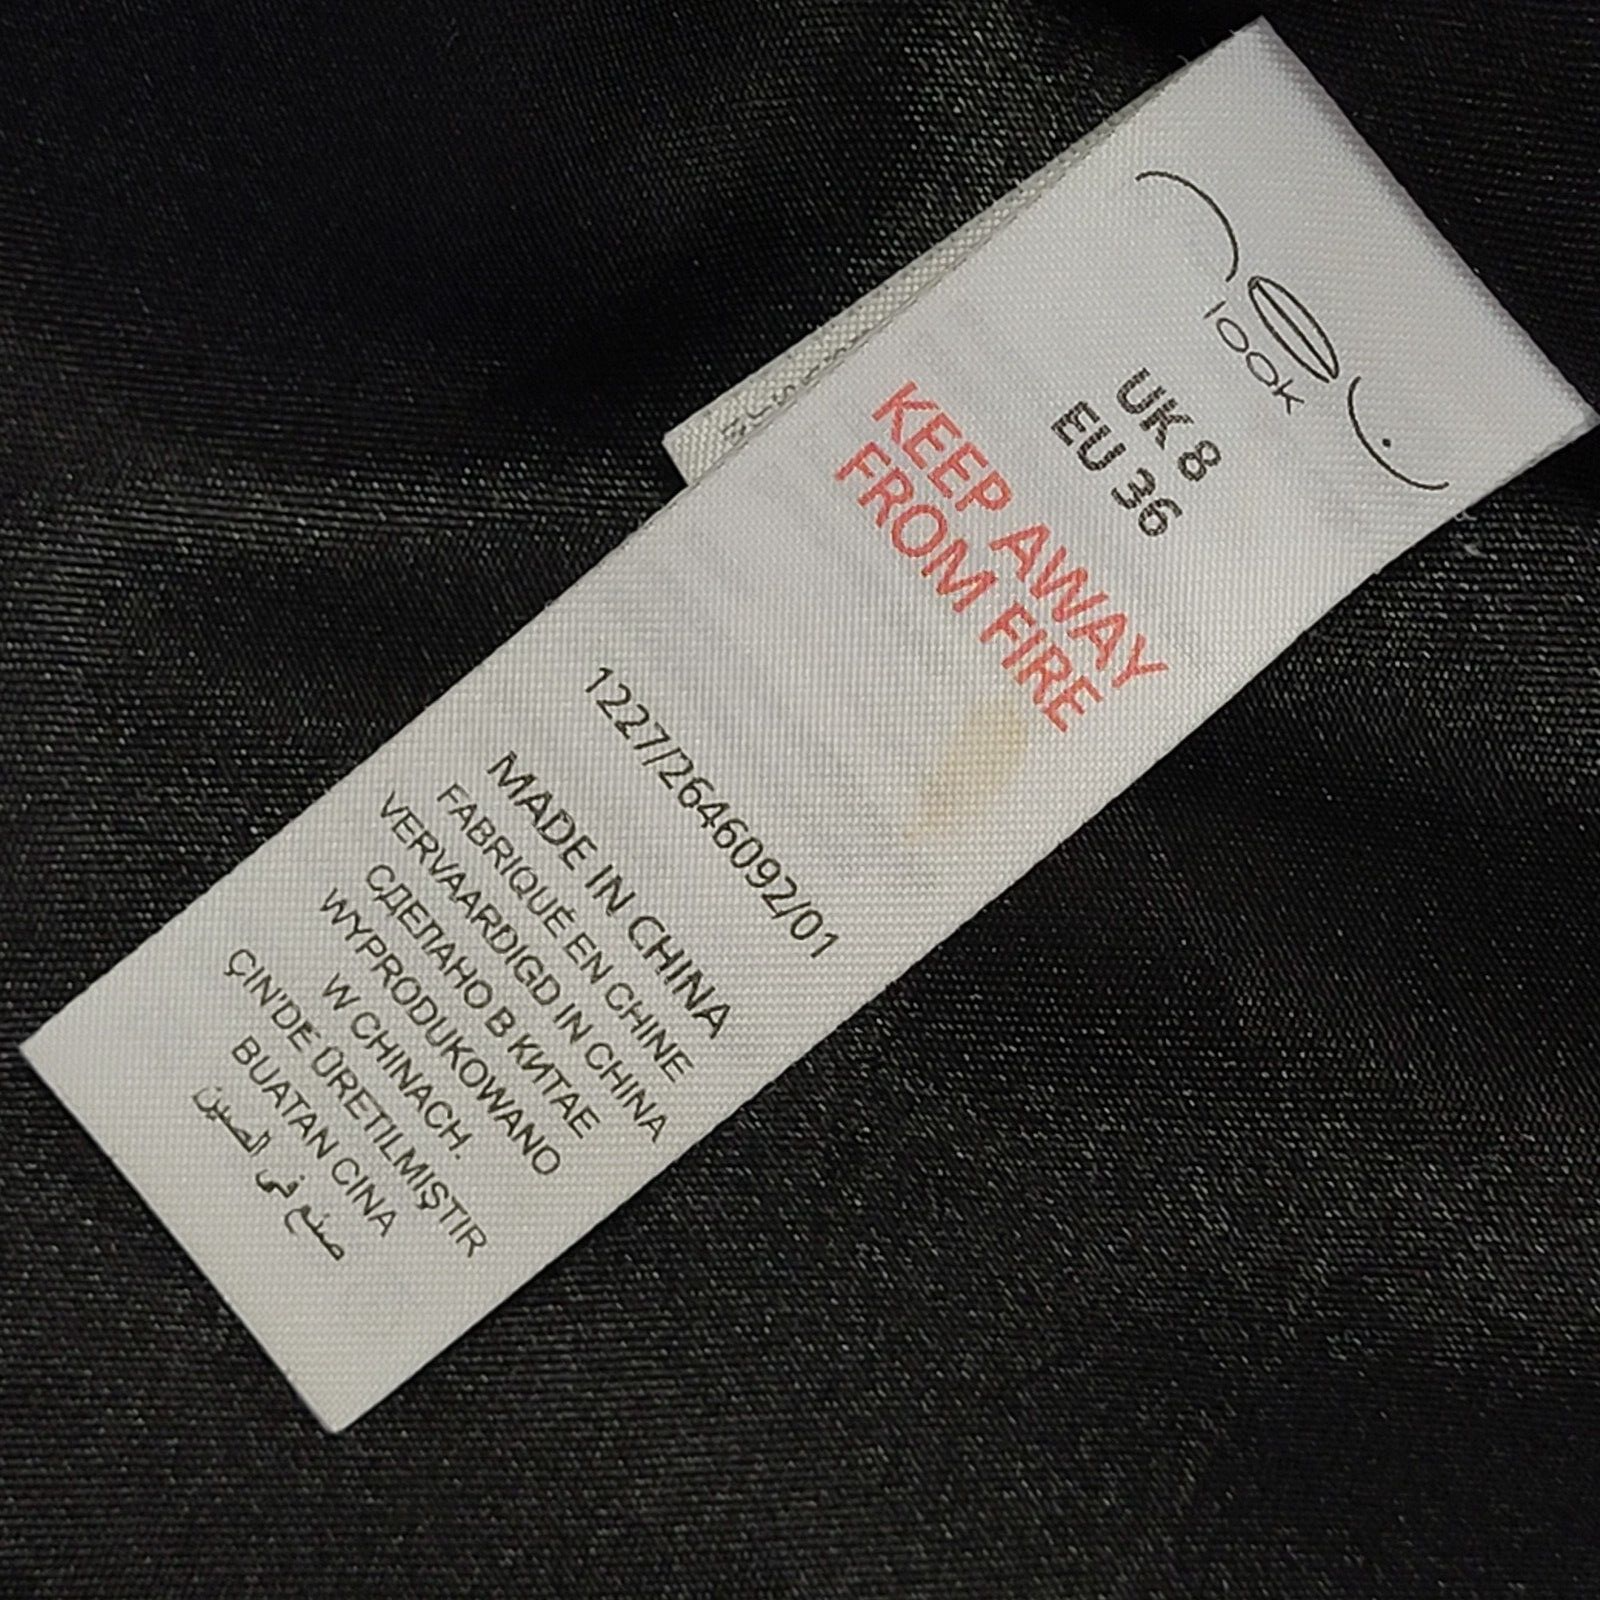 look
UK 8
EU 36
KEEP AWAY
FROM FIRE
1227/2646092/01
MADE IN CHINA
FABRIQUÉ EN CHINE
VERVAARDIGD IN CHINA
СДЕЛАНО В КИТАЕ
WYPRODUKOWANO
W CHINACH.
ÇIN'DE ÜRETILMIŞTIR
BUATAN CINA
صنع في الصين